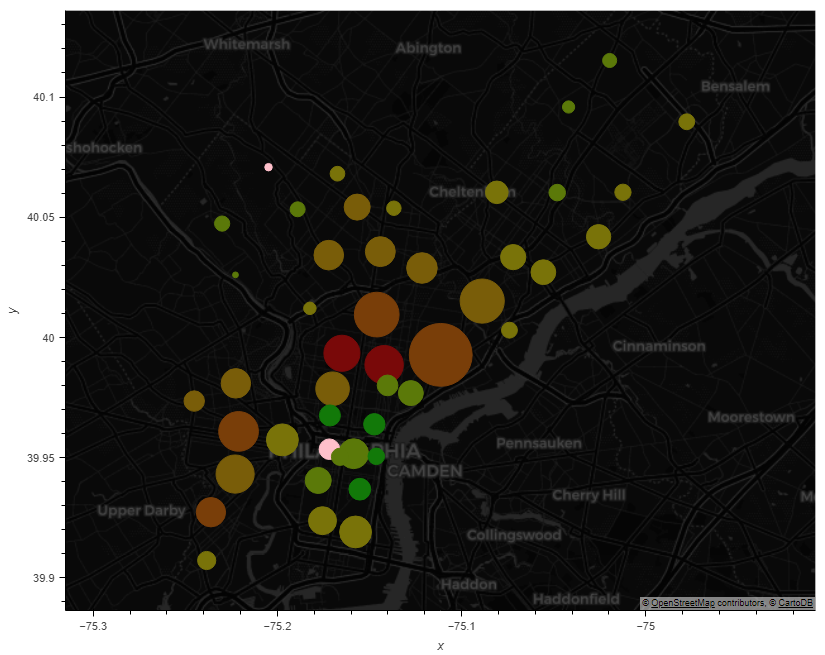 Whitemarsh
Abington
40.1
Bensalem
shohocken
Cheltenham
40.05
y
40
Cinnaminson
Moorestown
39.95
PHILADELPHIA
Pennsauken
CAMDEN
Cherry Hill
Upper Darby
Collingswood
39.9
Haddon
Haddonfield
© OpenStreetMap contributors, © CartoDB
−75.3
−75.2
−75.1
−75
x